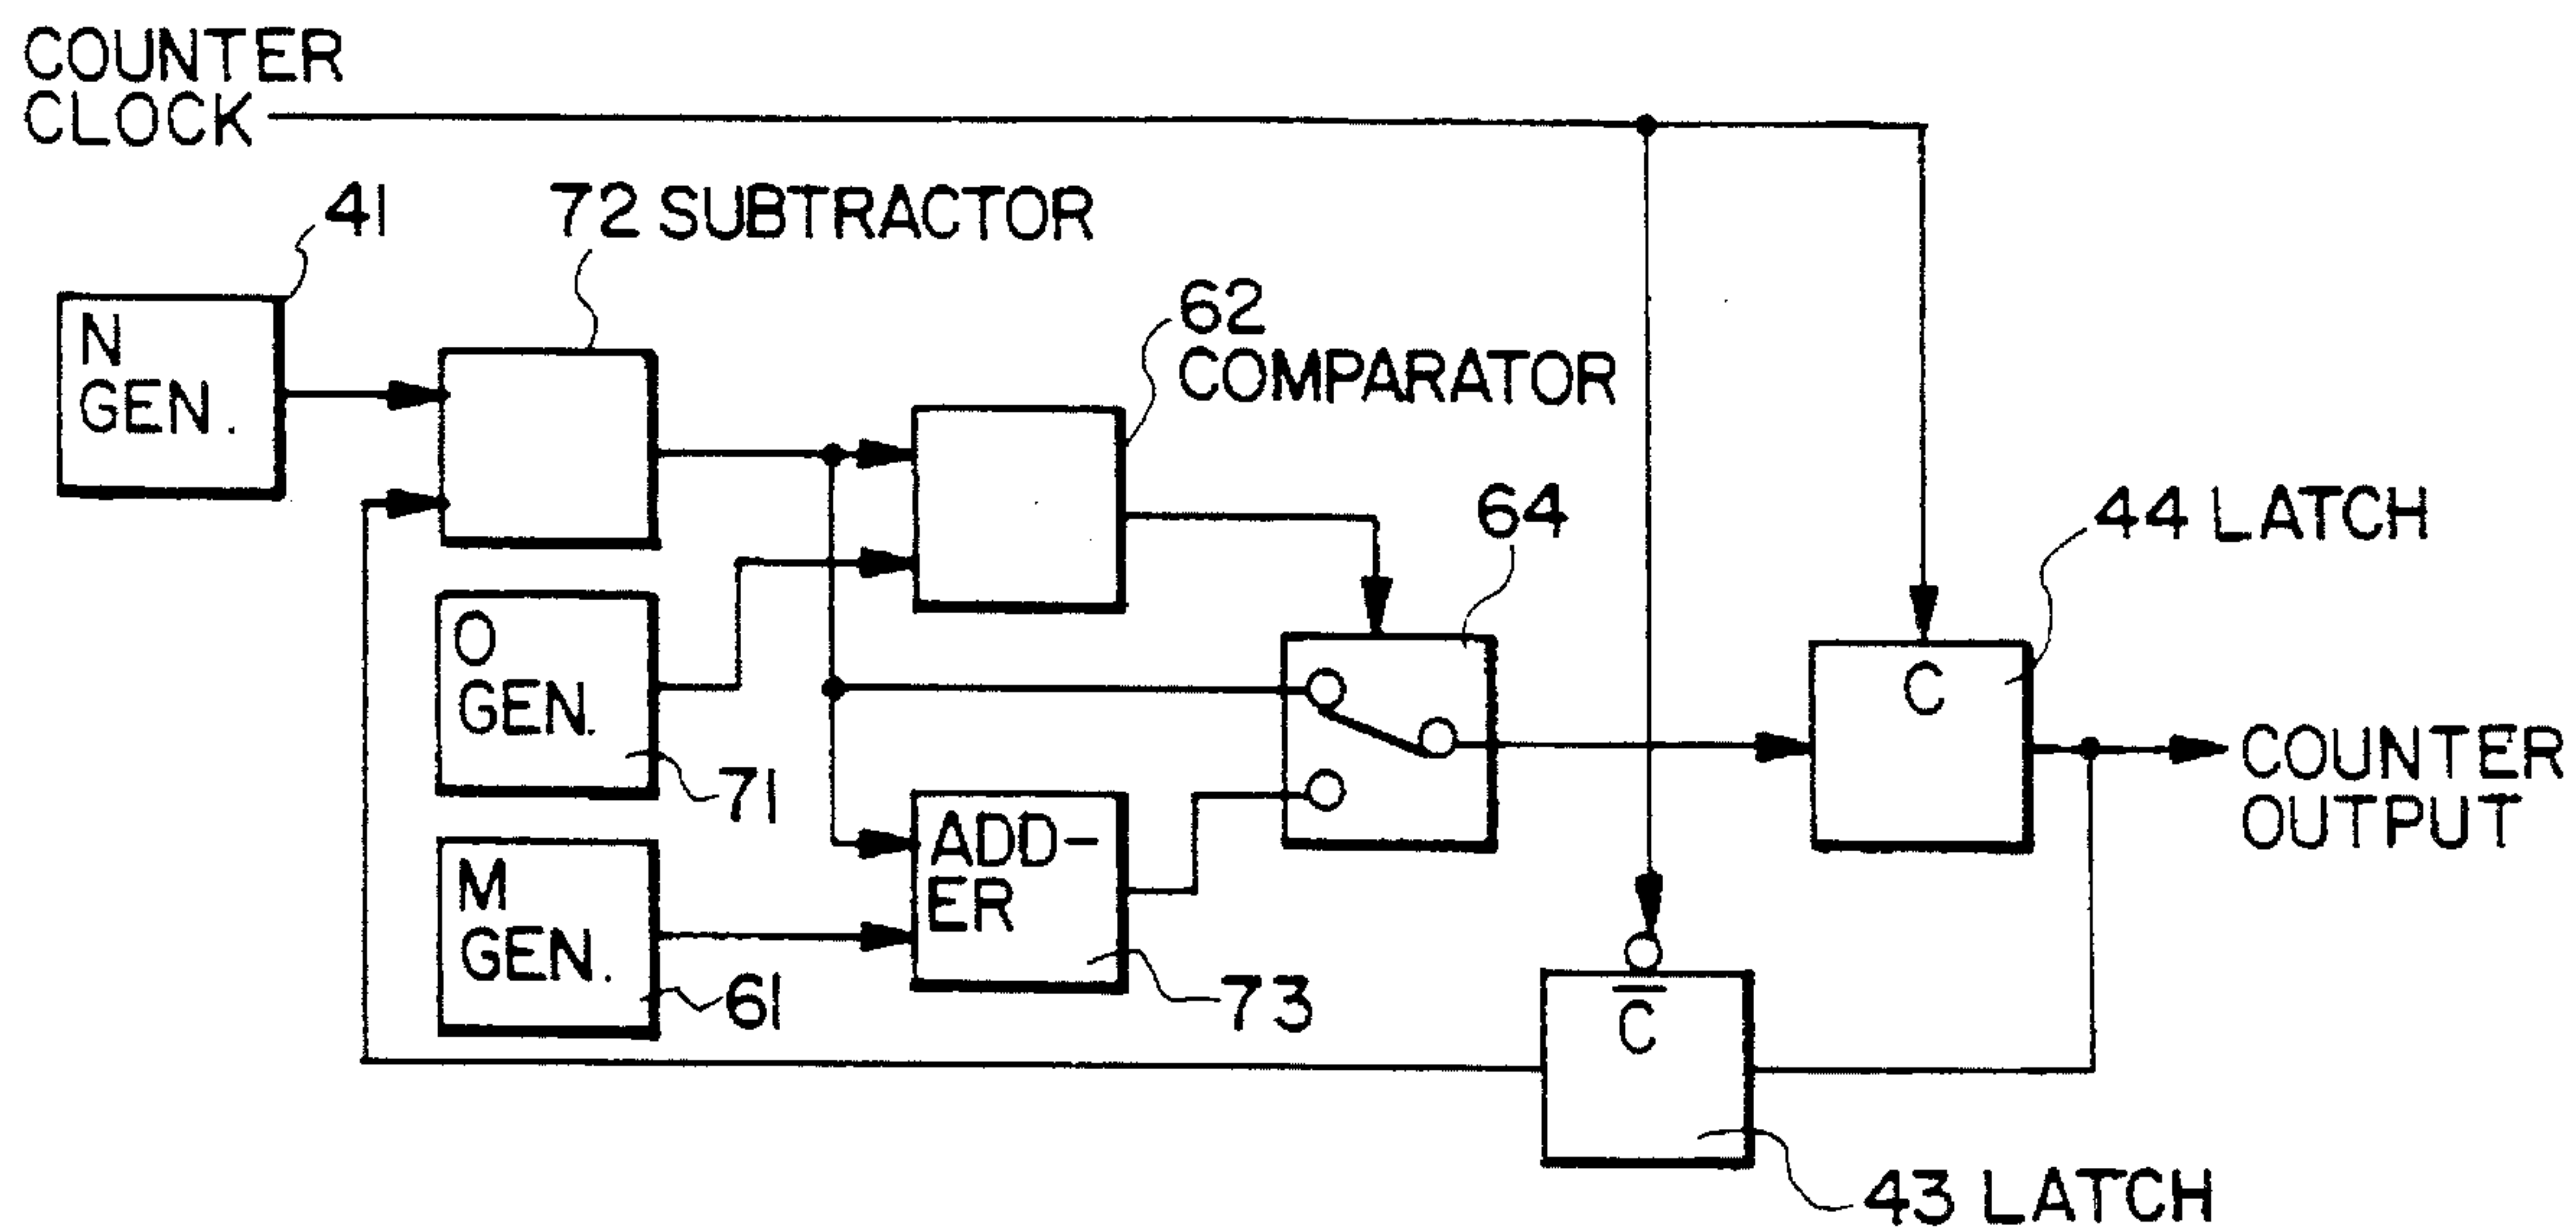 COUNTER
CLOCK
41
72 SUBTRACTOR
N
GEN.
62
COMPARATOR
64
44 LATCH
O
GEN.
71
C
COUNTER
OUTPUT
M
GEN.
61
ADD-
ER
73
C̅
43 LATCH